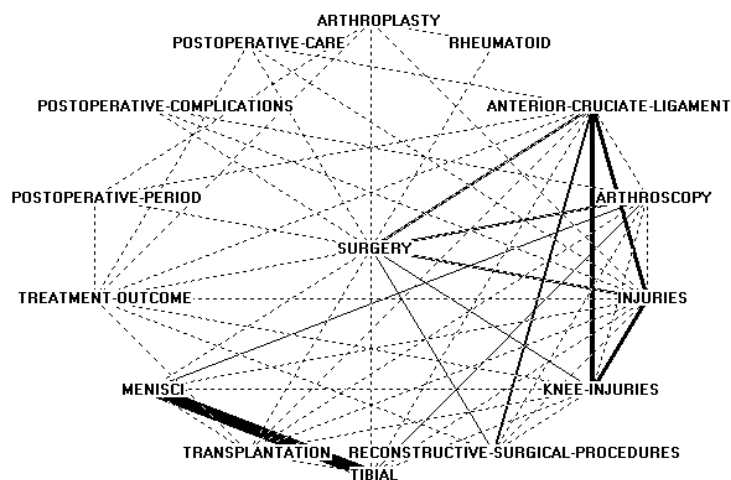 ARTHROPLASTY
POSTOPERATIVE-CARE
RHEUMATOID
POSTOPERATIVE-COMPLICATIONS
ANTERIOR-CRUCIATE-LIGAMENT
POSTOPERATIVE-PERIOD
ARTHROSCOPY
SURGERY
TREATMENT-OUTCOME
INJURIES
MENISCI
KNEE-INJURIES
TRANSPLANTATION
RECONSTRUCTIVE-SURGICAL-PROCEDURES
TIBIAL